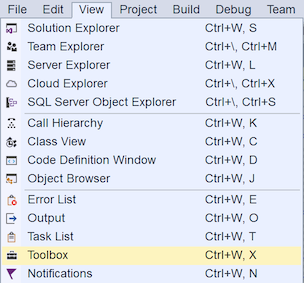 File Edit View Project Build Debug Team
Solution Explorer Ctrl+W, S
Team Explorer Ctrl+\, Ctrl+M
Server Explorer Ctrl+W, L
Cloud Explorer Ctrl+\, Ctrl+X
SQL Server Object Explorer Ctrl+\, Ctrl+S
Call Hierarchy Ctrl+W, K
Class View Ctrl+W, C
Code Definition Window Ctrl+W, D
Object Browser Ctrl+W, J
Error List Ctrl+W, E
Output Ctrl+W, O
Task List Ctrl+W, T
Toolbox Ctrl+W, X
Notifications Ctrl+W, N